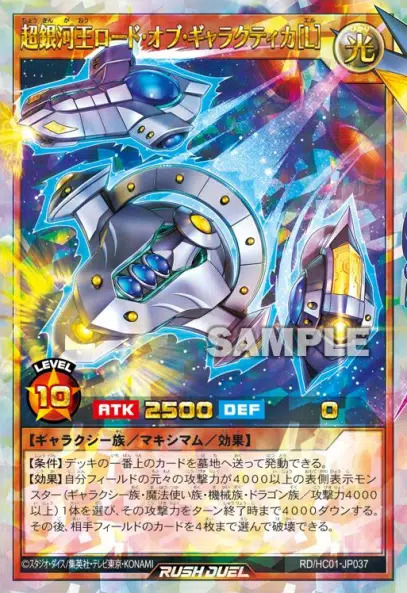 超銀河王ロード・オブ・ギャラクティカ[L]
光
SAMPLE
LEVEL
10
ATK 2500 DEF 0
【ギャラクシー族／マキシマム／効果】
【条件】デッキの一番上のカードを墓地へ送って発動できる。
【効果】自分フィールドの元々の攻撃力が4000以上の表側表示モン
スター(ギャラクシー族・魔法使い族・機械族・ドラゴン族／攻撃力4000
以上)1体を選び、その攻撃力をターン終了時まで4000ダウンする。
その後、相手フィールドのカードを4枚まで選んで破壊できる。
©スタジオ・ダイス/集英社・テレビ東京・KONAMI
RUSH DUEL
RD/HC01-JP037